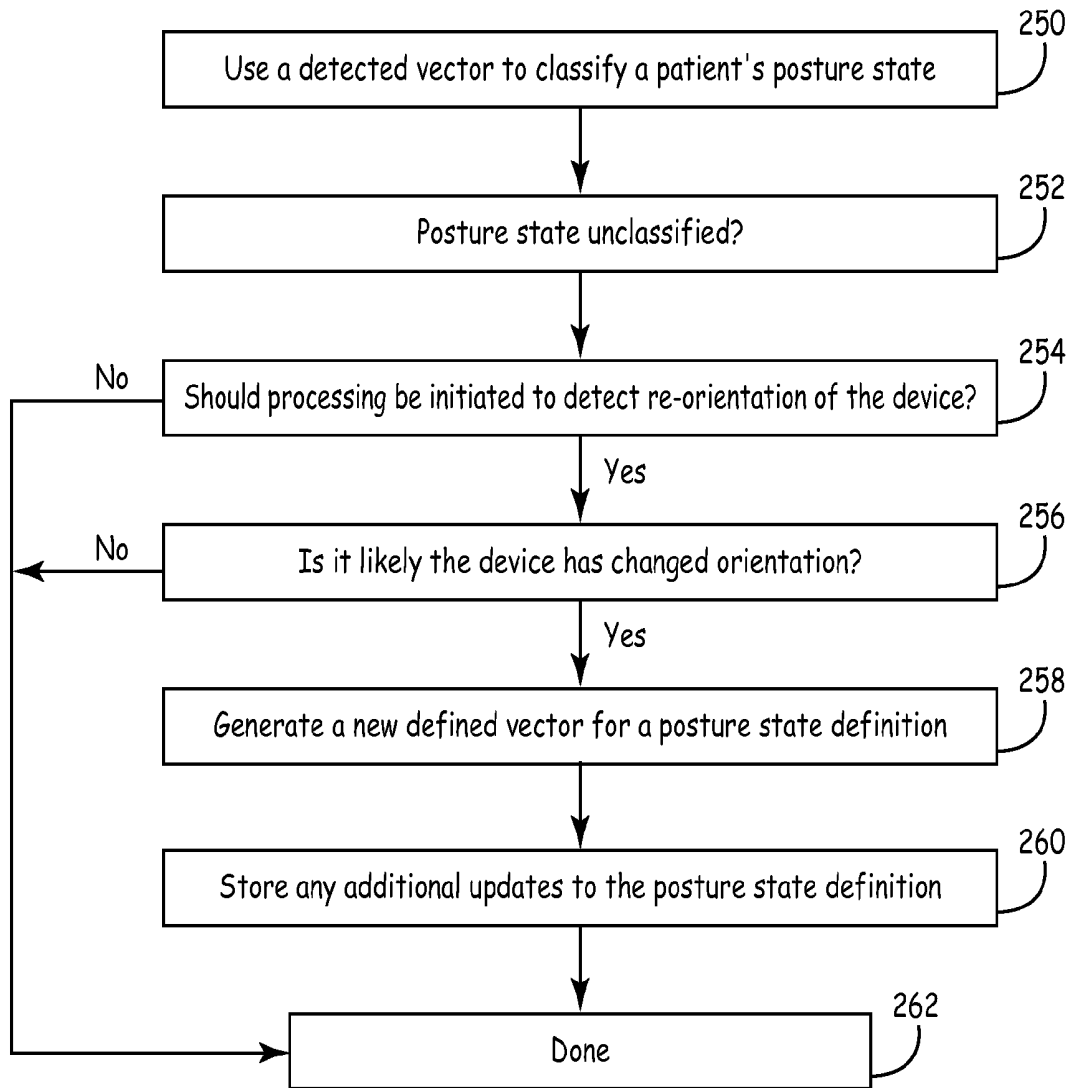 250
Use a detected vector to classify a patient's posture state
252
Posture state unclassified?
254
No
Should processing be initiated to detect re-orientation of the device?
Yes
256
No
Is it likely the device has changed orientation?
Yes
258
Generate a new defined vector for a posture state definition
260
Store any additional updates to the posture state definition
262
Done